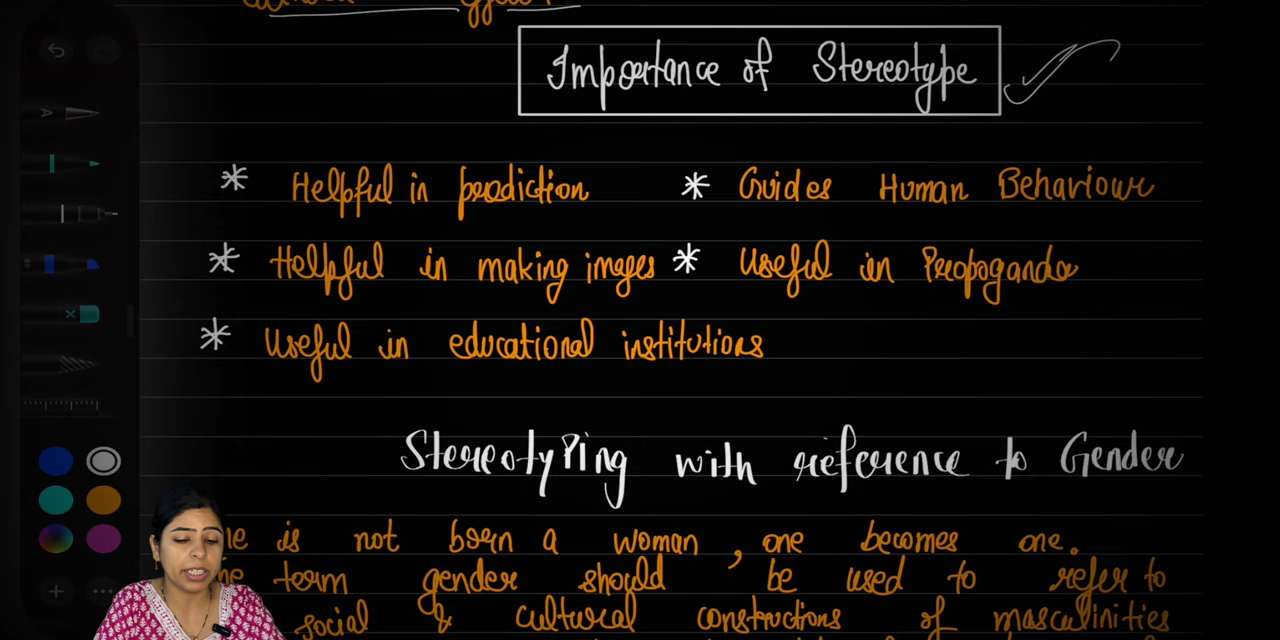 Importance of Stereotype
* Helpful in prediction * Guides Human Behaviour
* Helpful in making images * Useful in Propoganda
* Useful in educational institutions
Stereotyping with reference to Gender
is not born a woman, one becomes one.
term gender should be used to refer to
social & cultural constructions of masculinities